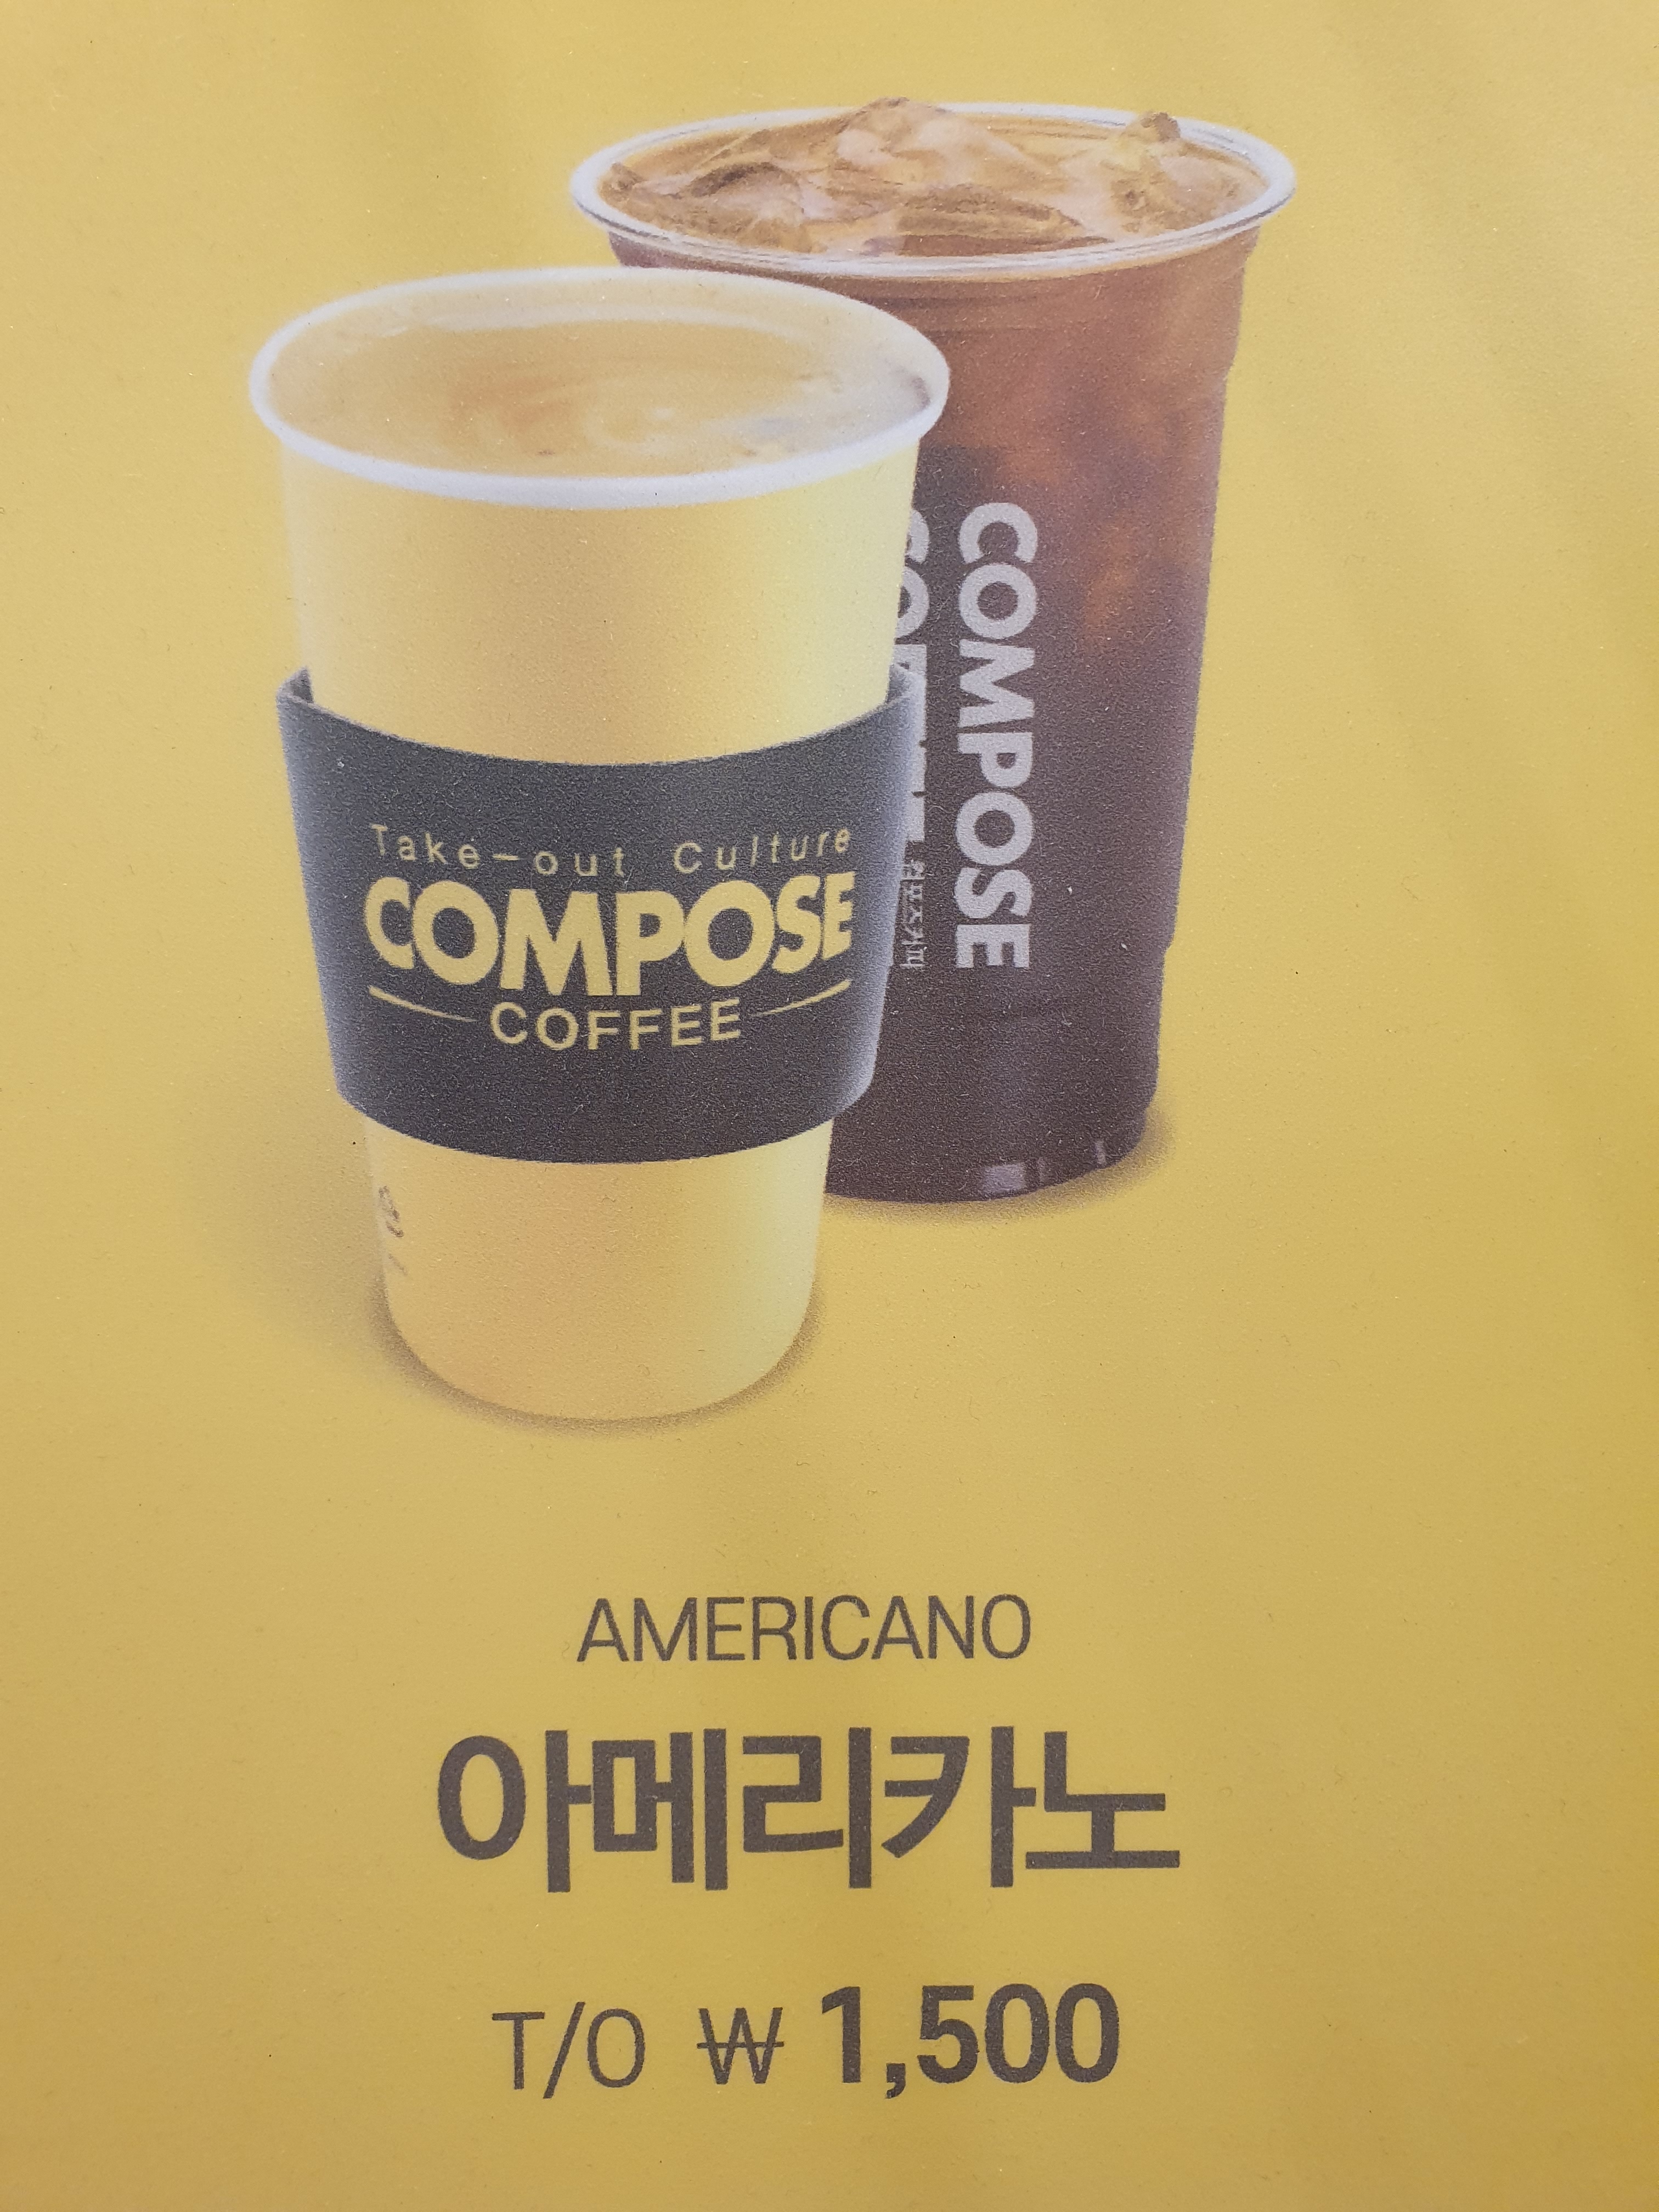 Take-out Culture
COMPOSE
COFFEE
COMPOSE
AMERICANO
아메리카노
T/O ₩ 1,500